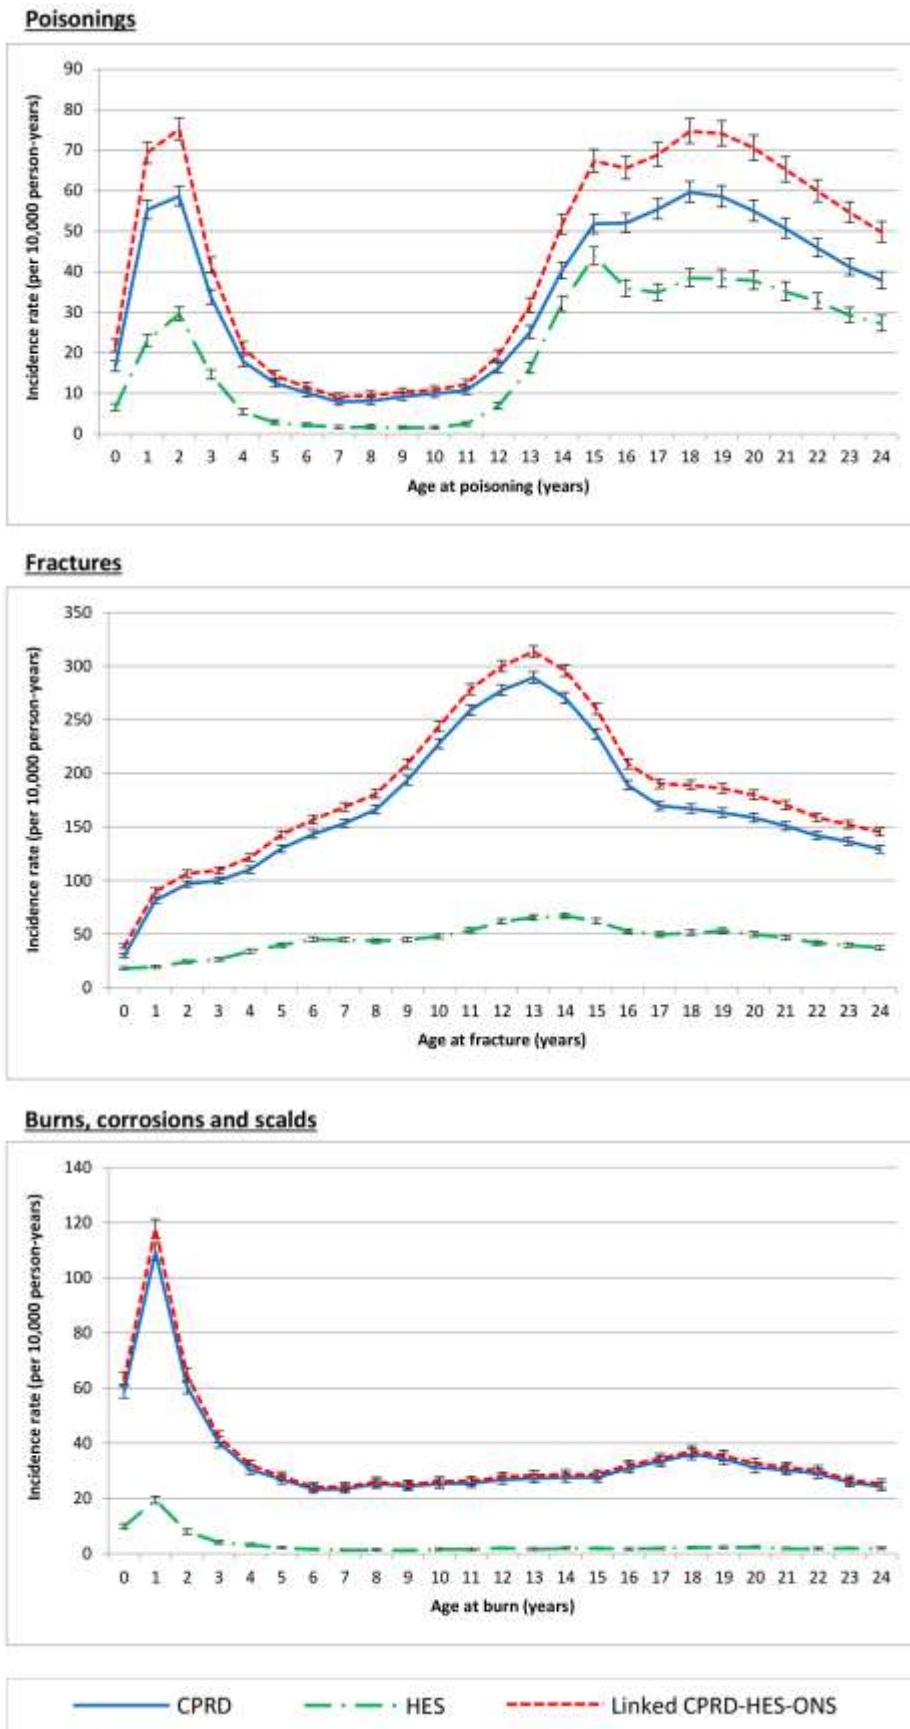 Poisonings
Incidence rate (per 10,000 person-years)
90
80
70
60
50
40
30
20
10
0
0 1 2 3 4 5 6 7 8 9 10 11 12 13 14 15 16 17 18 19 20 21 22 23 24
Age at poisoning (years)
Fractures
Incidence rate (per 10,000 person-years)
350
300
250
200
150
100
50
0
0 1 2 3 4 5 6 7 8 9 10 11 12 13 14 15 16 17 18 19 20 21 22 23 24
Age at fracture (years)
Burns, corrosions and scalds
Incidence rate (per 10,000 person-years)
140
120
100
80
60
40
20
0
0 1 2 3 4 5 6 7 8 9 10 11 12 13 14 15 16 17 18 19 20 21 22 23 24
Age at burn (years)
CPRD HES Linked CPRD-HES-ONS